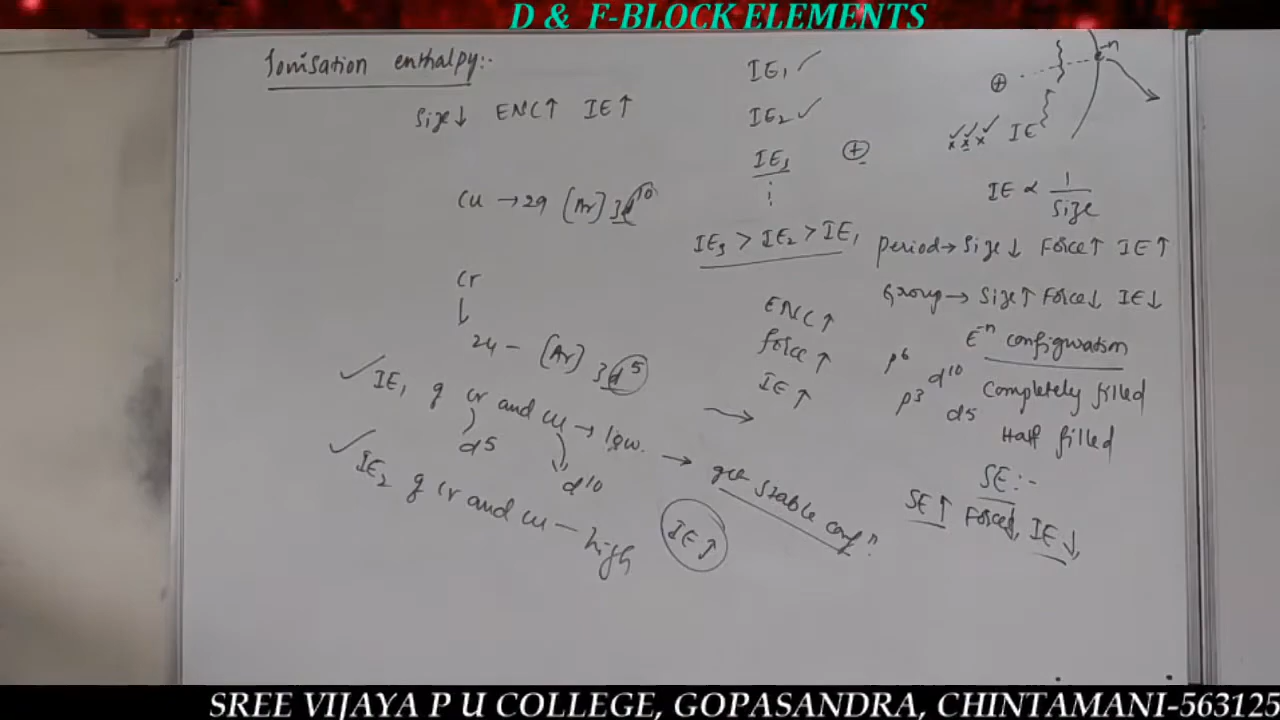 D & F-BLOCK ELEMENTS
Ionisation enthalpy:-
Size↓ ENC↑ IE↑
Cu → 29 [Ar] 3d10
Cr
↓
24 - [Ar] 3d5
✓ IE1 of cr and cu → low. → get stable confn.
d5
d10
✓ IE2 of cr and cu - high
IE↑
IE1 ✓
IE2 ✓
IE3
⋮
⊕
IE3 > IE2 > IE1
ENC↑
force↑
IE↑
→
e-n
⊕
✓ ✓ ✓ IE
x x x
IE ∝ 1/Size
period → Size↓ Force↑ IE↑
Group → Size↑ Force↓ IE↓
E-n configuration
p6 d10 Completely filled
p3 d5 Half filled
SE:-
SE↑ Force↓, IE↓,
SREE VIJAYA P U COLLEGE, GOPASANDRA, CHINTAMANI-563125